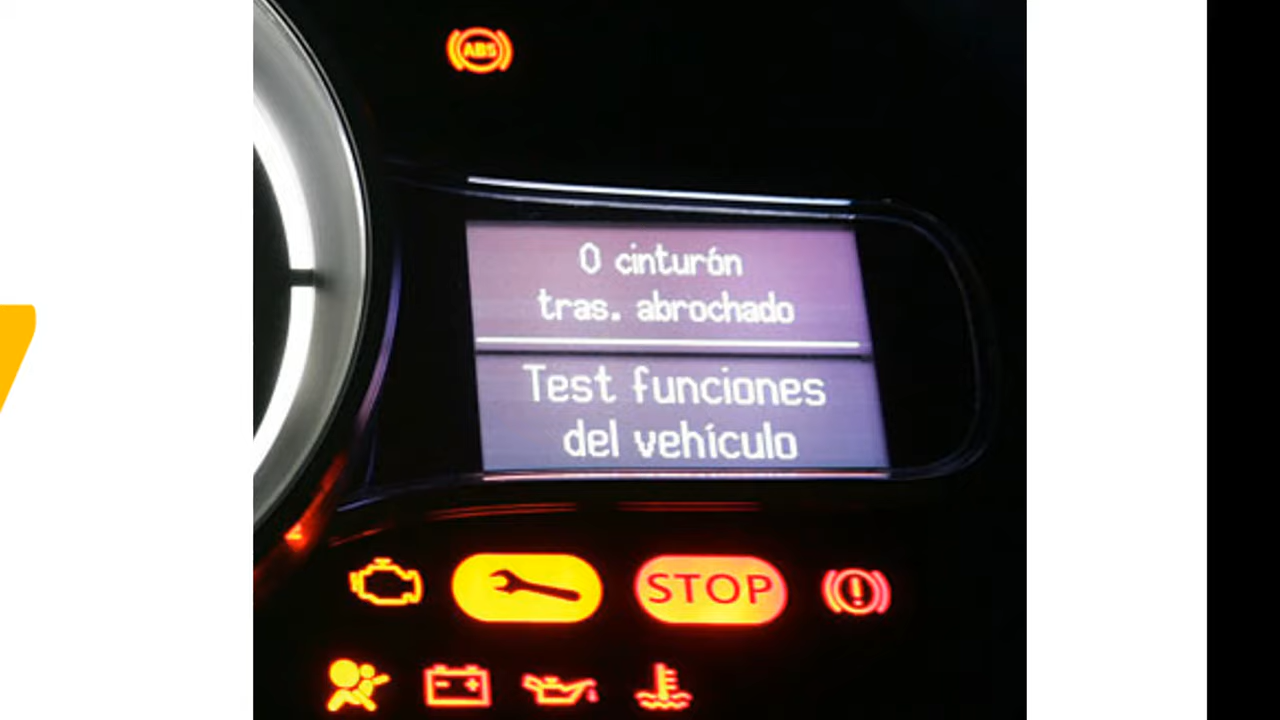 ABS
0 cinturón
tras. abrochado
Test funciones
del vehículo
STOP